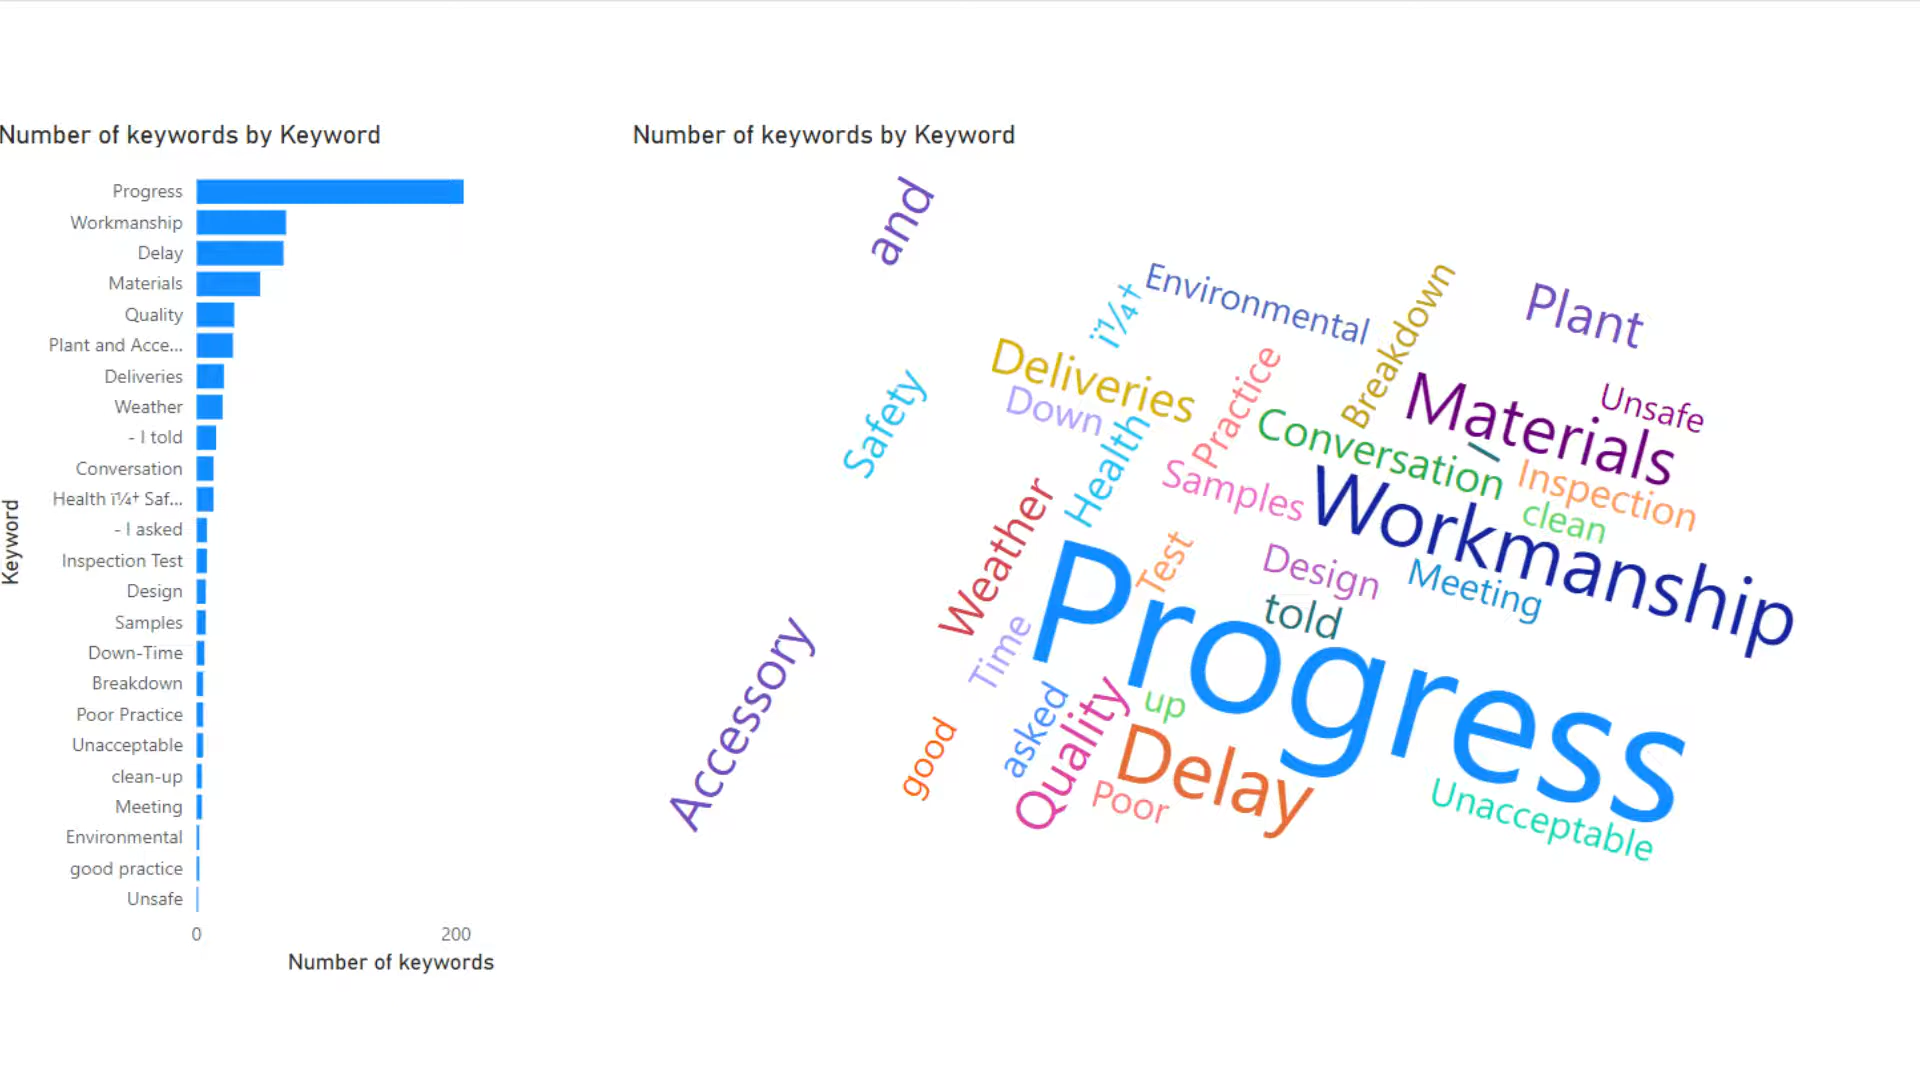 Number of keywords by Keyword
Progress
Workmanship
Delay
Materials
Quality
Plant and Acce...
Deliveries
Weather
- I told
Conversation
Health ï¼† Saf...
- I asked
Inspection Test
Design
Samples
Down-Time
Breakdown
Poor Practice
Unacceptable
clean-up
Meeting
Environmental
good practice
Unsafe
0
200
Number of keywords
Keyword
Number of keywords by Keyword
and
ï¼†
Environmental
Breakdown
Plant
Deliveries
Down
Safety
Health
Practice
Conversation
Materials
Unsafe
Samples
Inspection
clean
Workmanship
Weather
Test
Design
told
Meeting
Progress
Time
Accessory
asked
Quality
up
good
Delay
Poor
Unacceptable